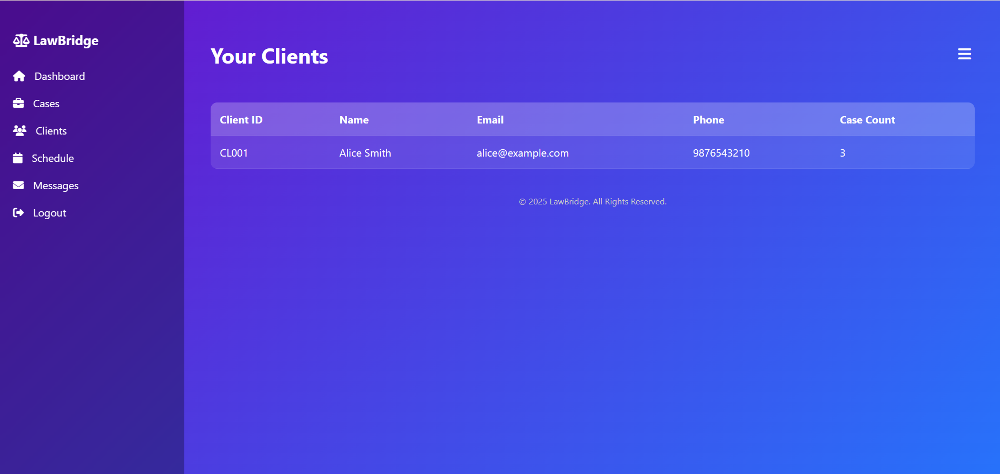 LawBridge
Dashboard
Cases
Clients
Schedule
Messages
Logout
Your Clients
Client ID Name Email Phone Case Count
CL001 Alice Smith alice@example.com 9876543210 3
© 2025 LawBridge. All Rights Reserved.